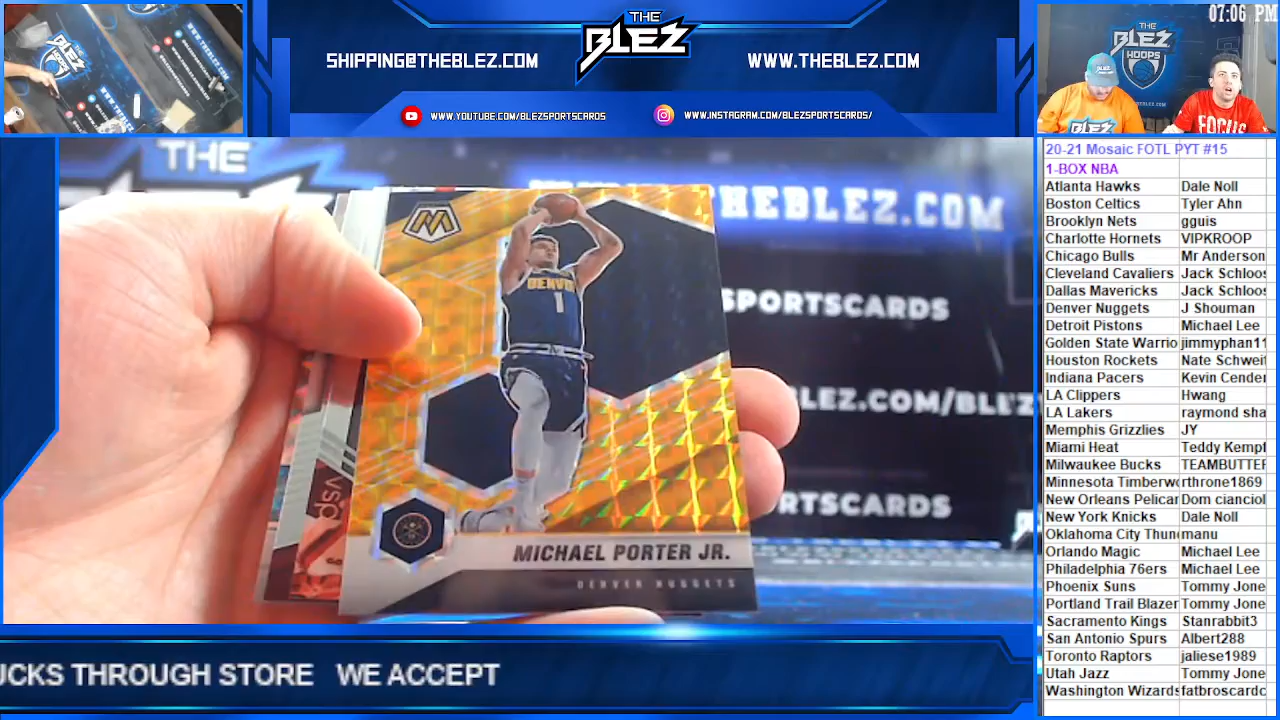 07:06 PM
THE
BLEZ
SHIPPING@THEBLEZ.COM
WWW.THEBLEZ.COM
WWW.YOUTUBE.COM/BLEZSPORTSCARDS
WWW.INSTAGRAM.COM/BLEZSPORTSCARDS/
THE
BLEZ
HOOPS
BLEZ
FOCUS
THE
THEBLEZ.COM
SPORTSCARDS
LEZ.COM/BLEZ
SPORTSCARDS
M
DENVER
1
MICHAEL PORTER JR.
DENVER NUGGETS
20-21 Mosaic FOTL PYT #15
1-BOX NBA
Atlanta Hawks Dale Noll
Boston Celtics Tyler Ahn
Brooklyn Nets gguis
Charlotte Hornets VIPKROOP
Chicago Bulls Mr Anderson
Cleveland Cavaliers Jack Schloos
Dallas Mavericks Jack Schloos
Denver Nuggets J Shouman
Detroit Pistons Michael Lee
Golden State Warrio jimmyphan11
Houston Rockets Nate Schweit
Indiana Pacers Kevin Cender
LA Clippers Hwang
LA Lakers raymond sha
Memphis Grizzlies JY
Miami Heat Teddy Kempf
Milwaukee Bucks TEAMBUTTER
Minnesota Timberw rthrone1869
New Orleans Pelican Dom cianciol
New York Knicks Dale Noll
Oklahoma City Thun manu
Orlando Magic Michael Lee
Philadelphia 76ers Michael Lee
Phoenix Suns Tommy Jone
Portland Trail Blazer Tommy Jone
Sacramento Kings Stanrabbit3
San Antonio Spurs Albert288
Toronto Raptors jaliese1989
Utah Jazz Tommy Jone
Washington Wizards fatbroscardc
UCKS THROUGH STORE WE ACCEPT